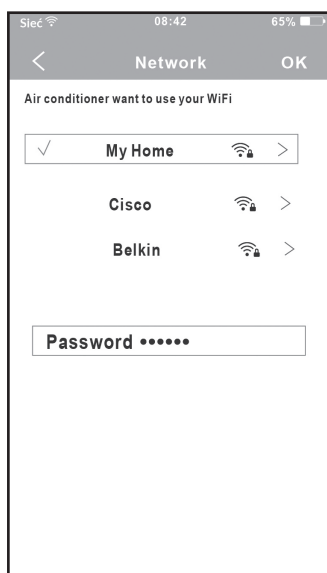 Sieć 08:42 65%
Network OK
Air conditioner want to use your WiFi
My Home
Cisco
Belkin
Password ••••••